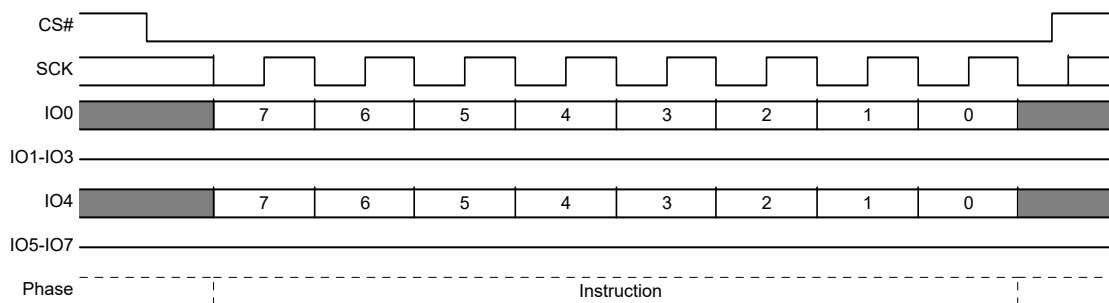 CS#
SCK
IO0 7 6 5 4 3 2 1 0
IO1-IO3
IO4 7 6 5 4 3 2 1 0
IO5-IO7
Phase Instruction